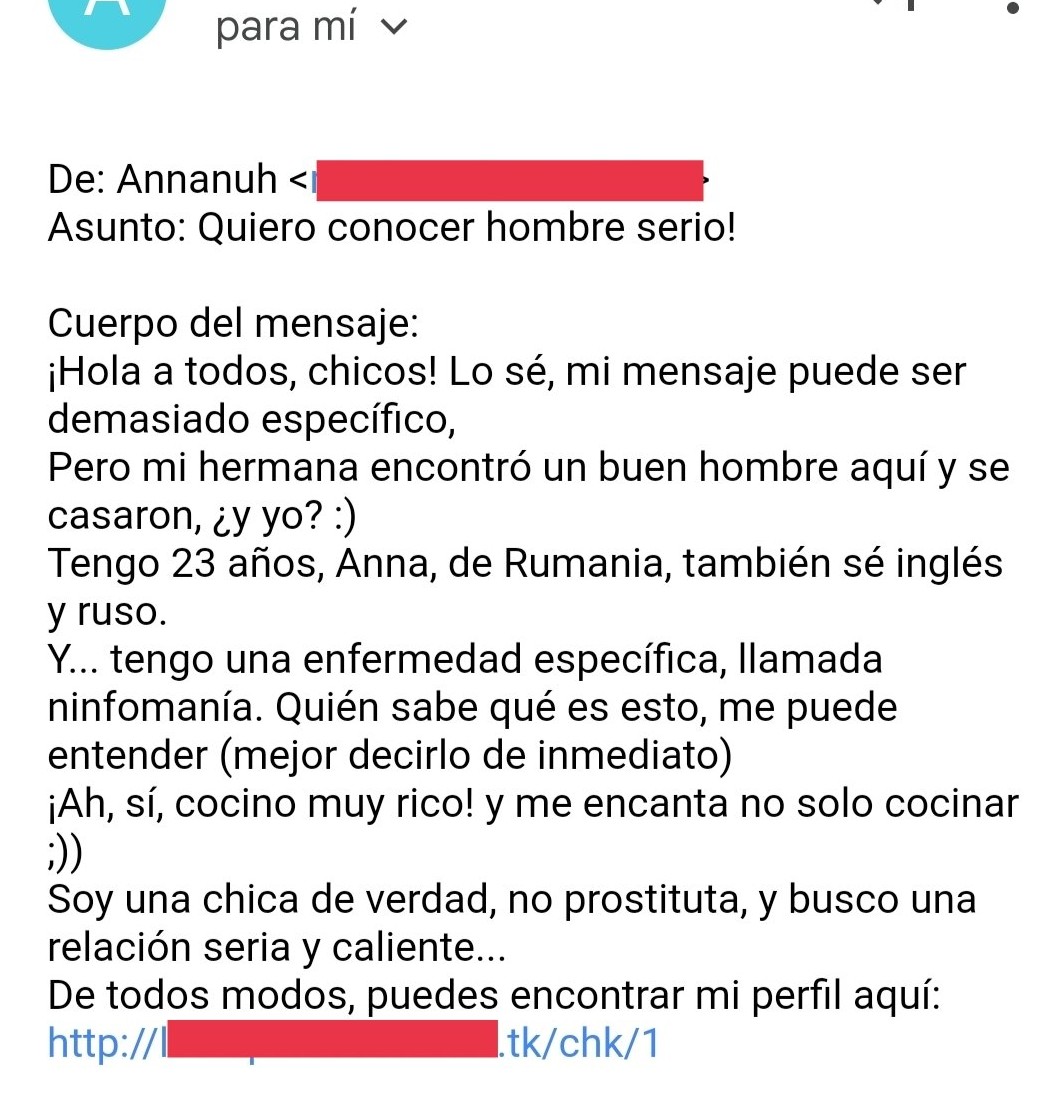 para mí
De: Annanuh <
Asunto: Quiero conocer hombre serio!
Cuerpo del mensaje:
¡Hola a todos, chicos! Lo sé, mi mensaje puede ser
demasiado específico,
Pero mi hermana encontró un buen hombre aquí y se
casaron, ¿y yo? :)
Tengo 23 años, Anna, de Rumania, también sé inglés
y ruso.
Y... tengo una enfermedad específica, llamada
ninfomanía. Quién sabe qué es esto, me puede
entender (mejor decirlo de inmediato)
¡Ah, sí, cocino muy rico! y me encanta no solo cocinar
;))
Soy una chica de verdad, no prostituta, y busco una
relación seria y caliente...
De todos modos, puedes encontrar mi perfil aquí:
http://l .tk/chk/1